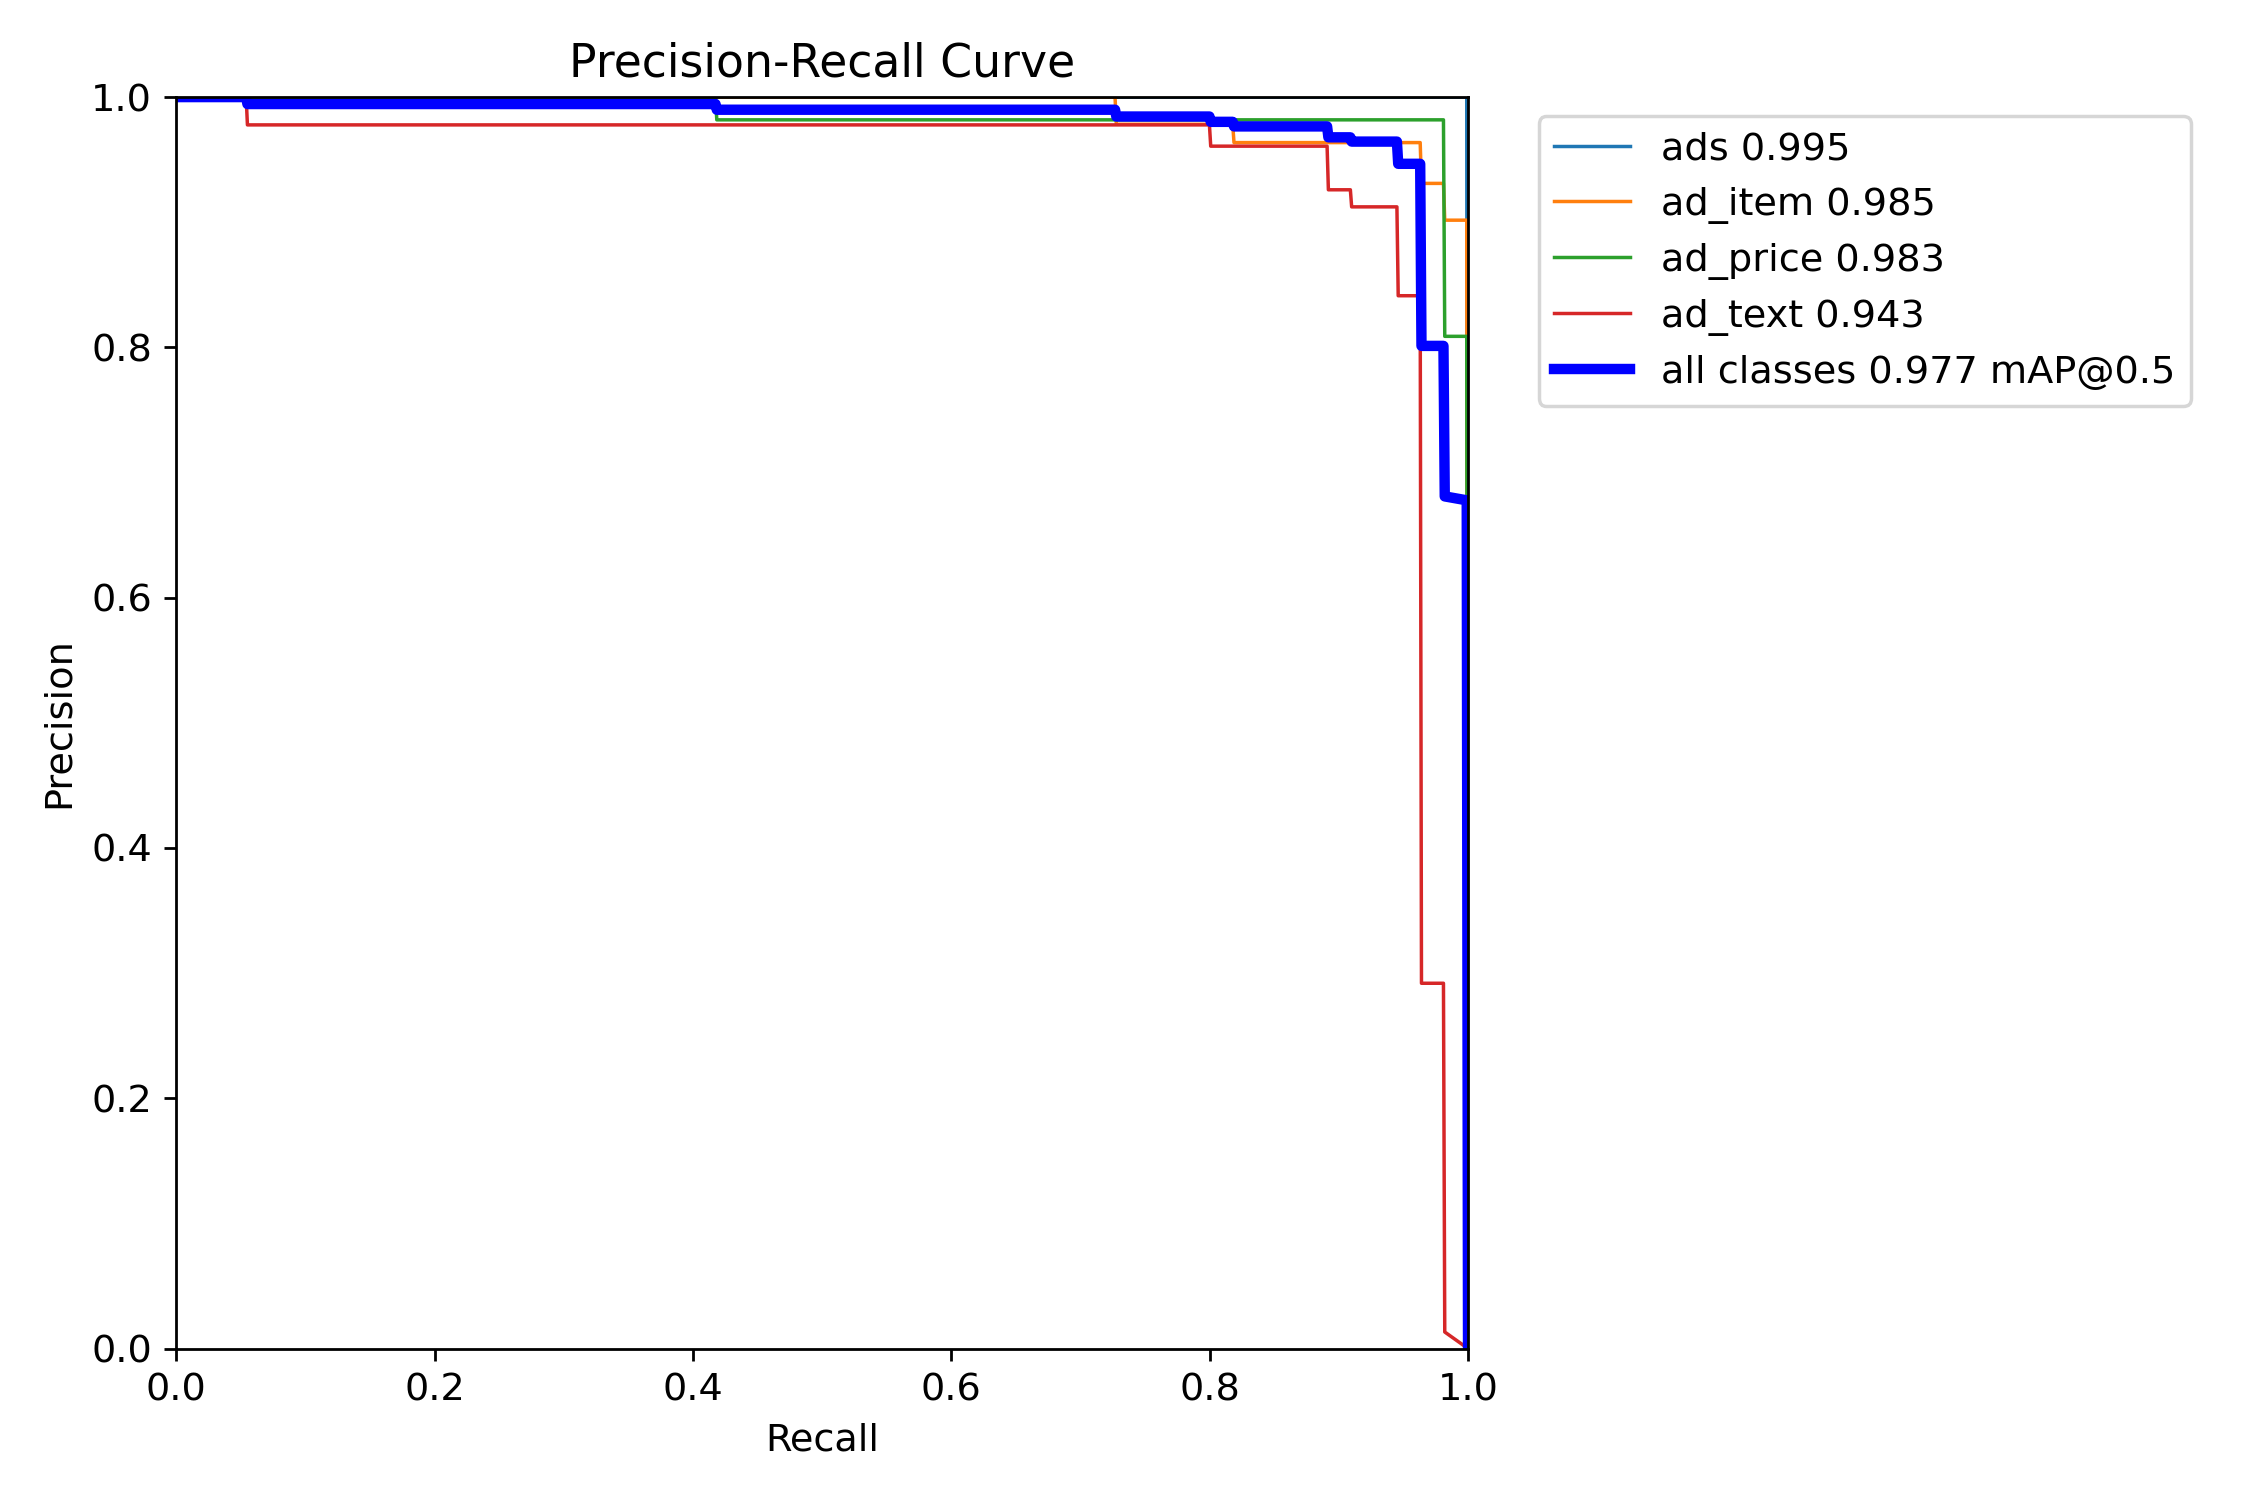 Precision-Recall Curve
1.0
0.8
0.6
0.4
0.2
0.0
Precision
0.0 0.2 0.4 0.6 0.8 1.0
Recall
ads 0.995
ad_item 0.985
ad_price 0.983
ad_text 0.943
all classes 0.977 mAP@0.5